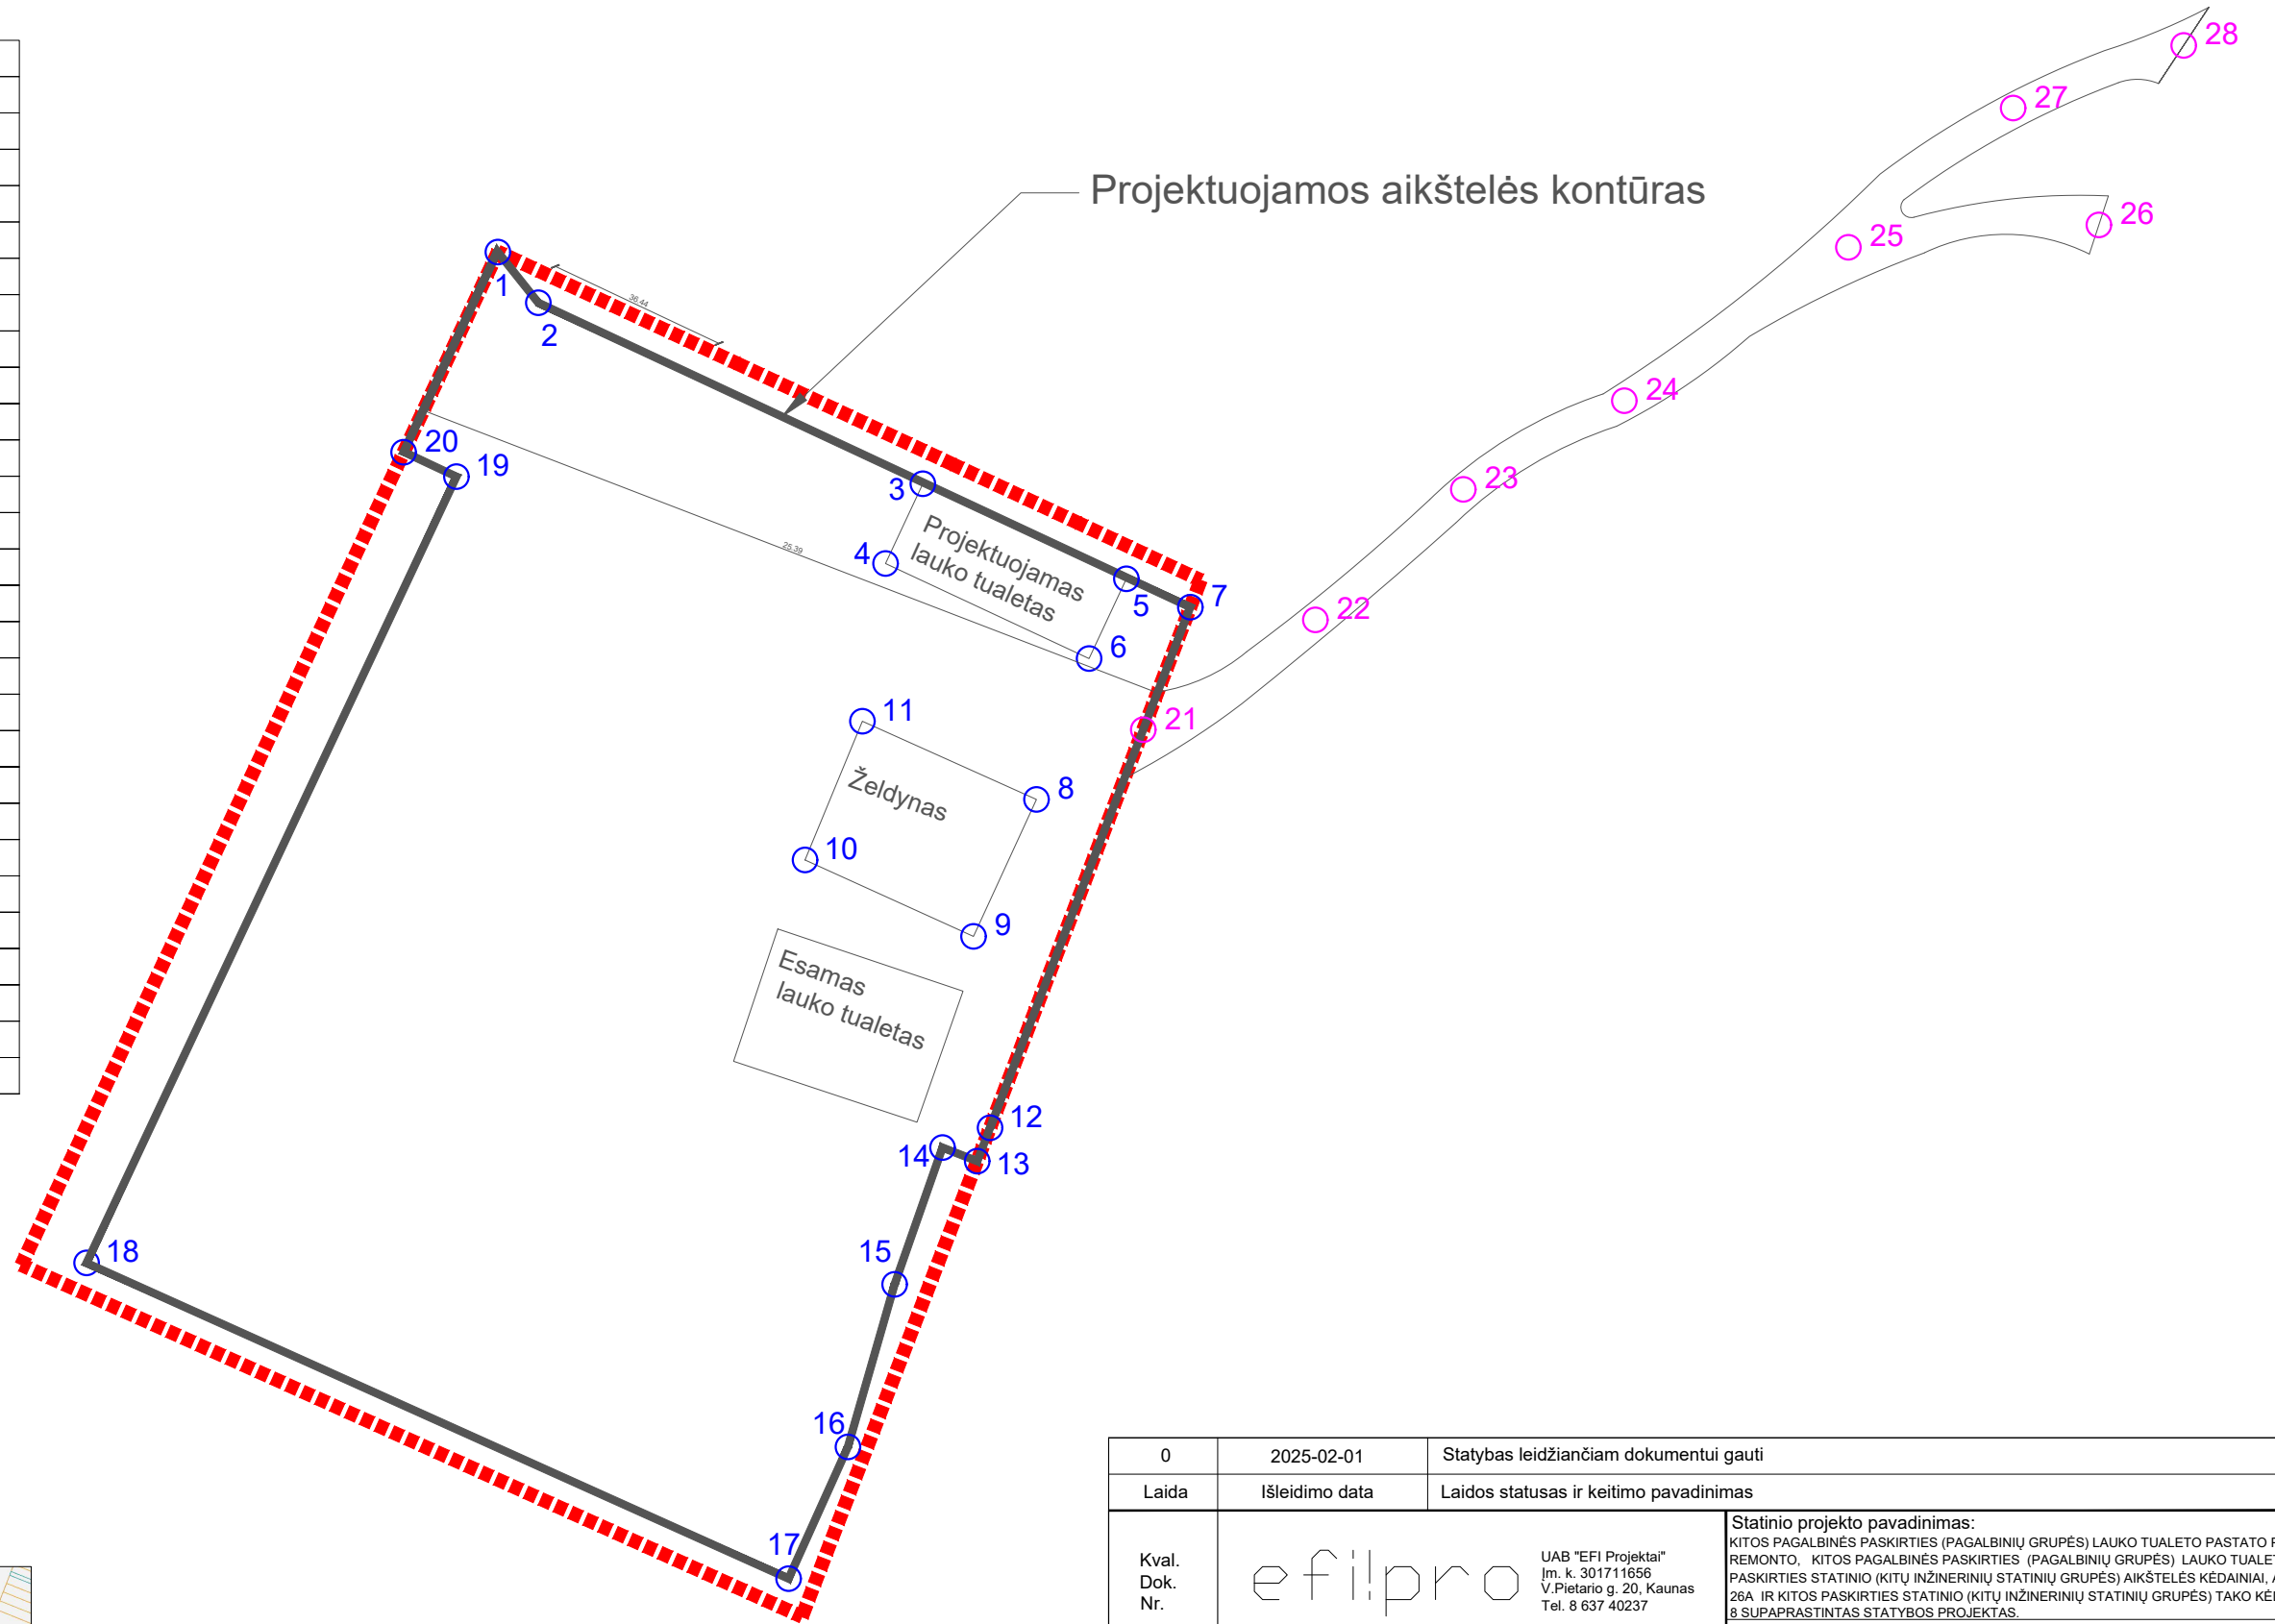 28
27
Projektuojamos aikštelės kontūras
26
25
1
36.44
2
24
20
19
3
23
Projektuojamas
lauko tualetas
4
25.39
5
7
22
6
11
21
Želdynas
8
10
9
Esamas
lauko tualetas
12
14
13
15
18
16
17
0 2025-02-01 Statybas leidžiančiam dokumentui gauti
Laida Išleidimo data Laidos statusas ir keitimo pavadinimas
Kval.
Dok.
Nr.
efilpro
UAB "EFI Projektai"
Įm. k. 301711656
V.Pietario g. 20, Kaunas
Tel. 8 637 40237
Statinio projekto pavadinimas:
KITOS PAGALBINĖS PASKIRTIES (PAGALBINIŲ GRUPĖS) LAUKO TUALETO PASTATO
REMONTO, KITOS PAGALBINĖS PASKIRTIES (PAGALBINIŲ GRUPĖS) LAUKO
PASKIRTIES STATINIO (KITŲ INŽINERINIŲ STATINIŲ GRUPĖS) AIKŠTELĖS KĖDAINIAI,
26A IR KITOS PASKIRTIES STATINIO (KITŲ INŽINERINIŲ STATINIŲ GRUPĖS) TAKO
8 SUPAPRASTINTAS STATYBOS PROJEKTAS.